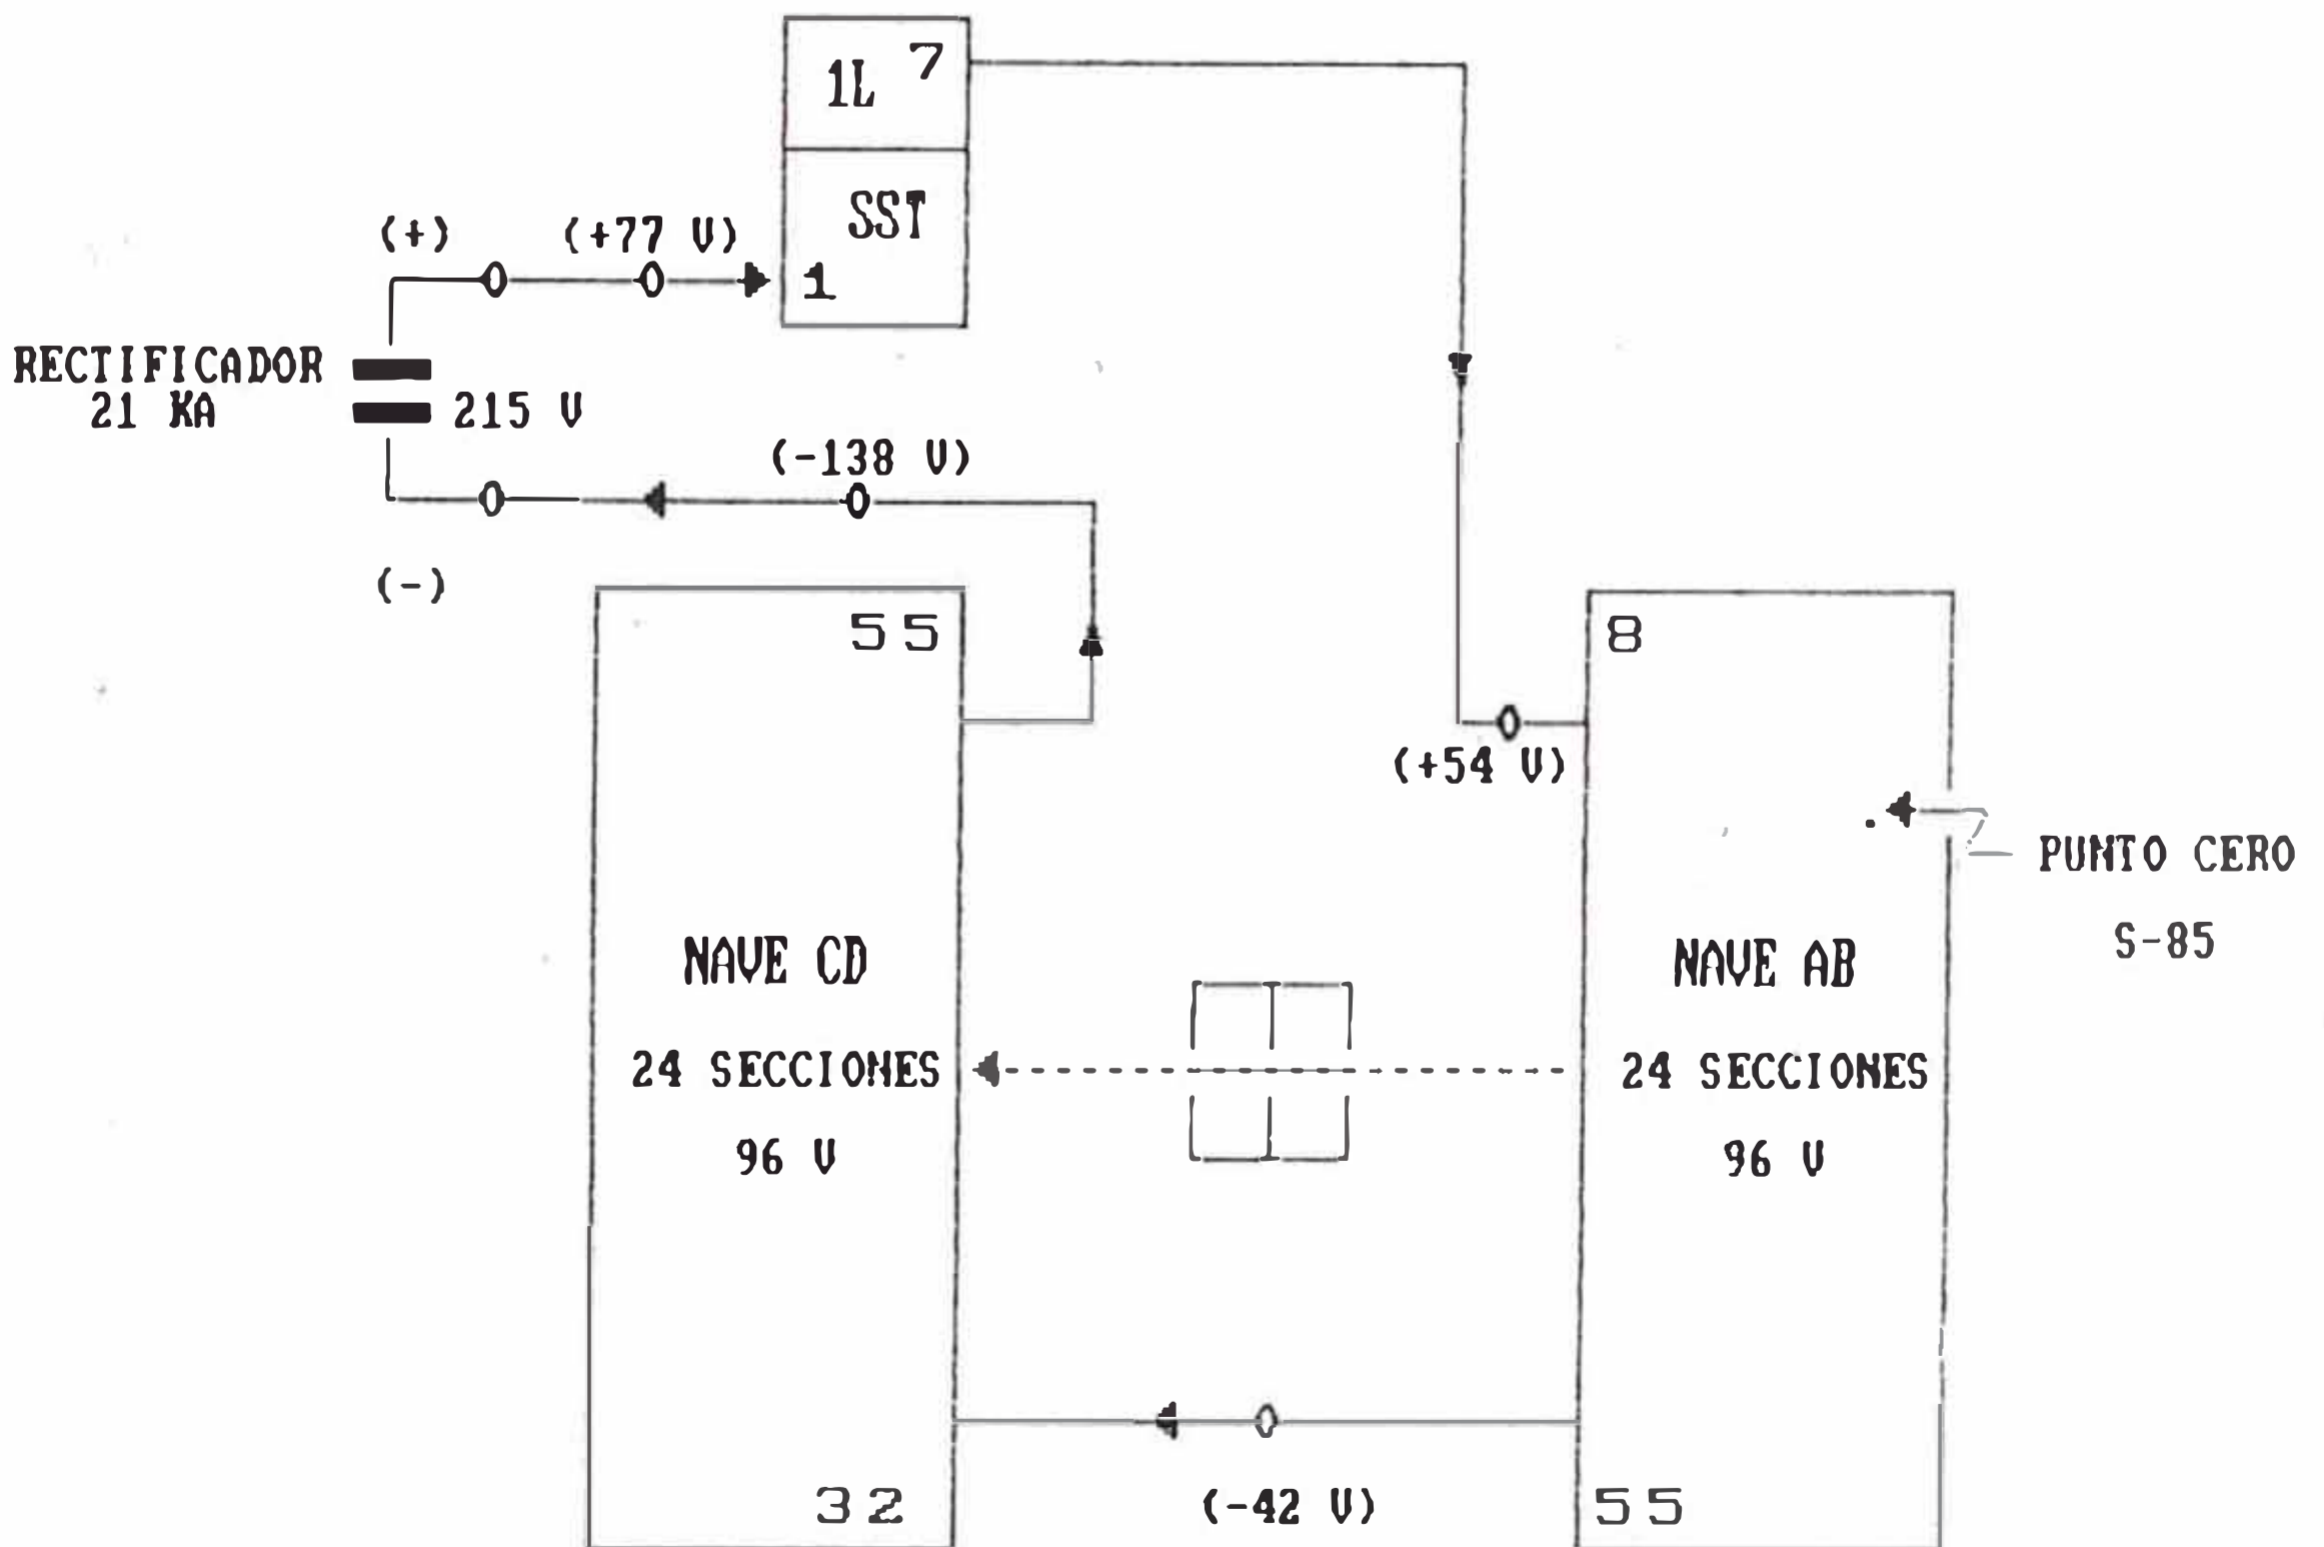 1L 7
SST
1
(+) (+77 V)
RECTIFICADOR
21 KA
215 V
(-138 V)
(-)
55
8
(+54 V)
PUNTO CERO
S-85
NAVE CD
24 SECCIONES
96 V
NAVE AB
24 SECCIONES
96 V
32
(-42 V)
55